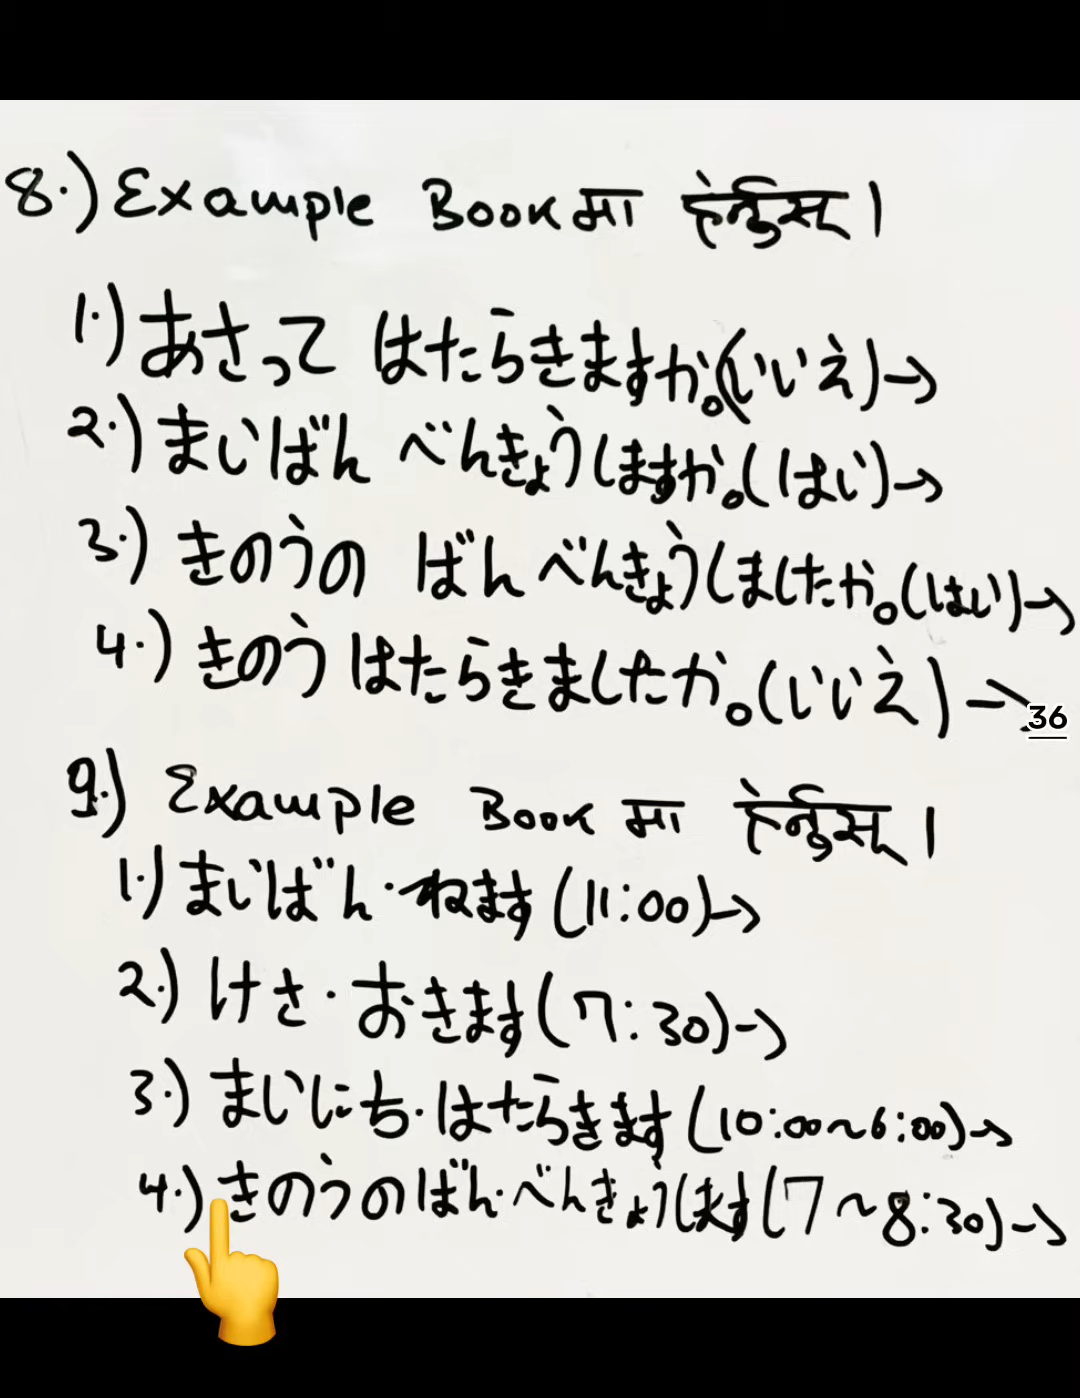 8.) Example Bookमा हेर्नुहोस् ।
1.) あさって はたらきますか。(いいえ)→
2.) まいばん べんきょうしますか。(はい)→
3.) きのうの ばん べんきょうしましたか。(はい)→
4.) きのう はたらきましたか。(いいえ)→
36
9.) Example Book मा हेर्नुहोस् ।
1.) まいばん・ねます (11:00)→
2.) けさ・おきます(7:30)→
3.) まいにち・はたらきます (10:00~6:00)→
4.) きのうのばん・べんきょうします(7~8:30)→